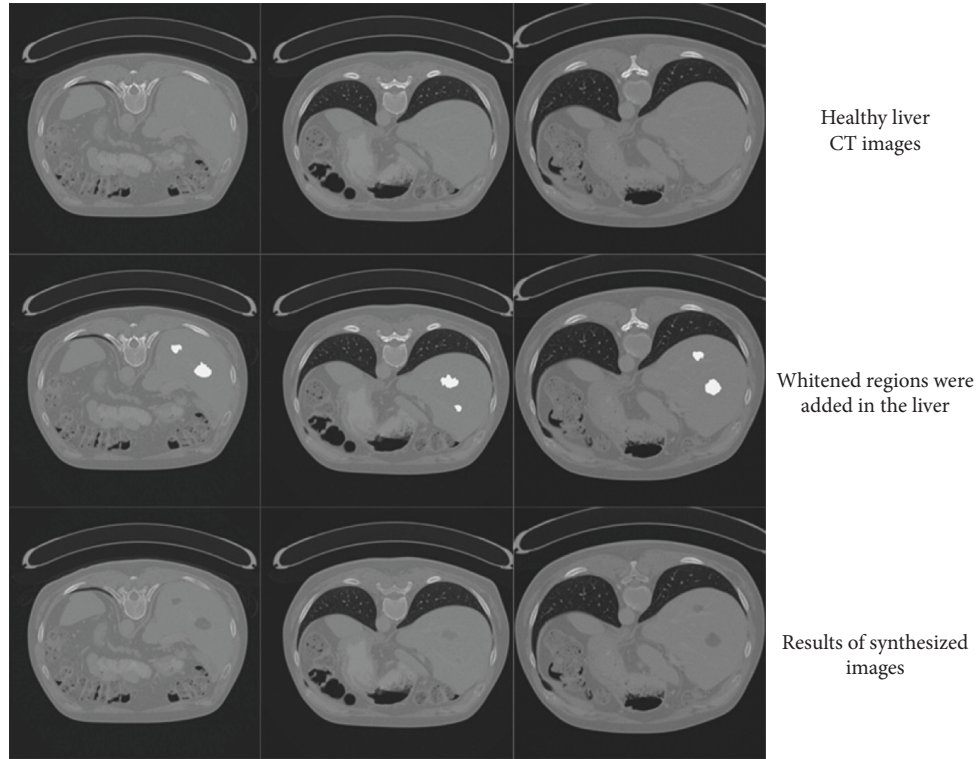 Healthy liver
CT images
Whitened regions were
added in the liver
Results of synthesized
images